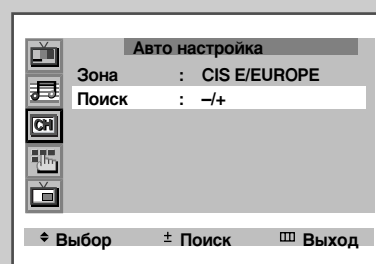 Авто настройка
Зона : CIS E/EUROPE
Поиск : –/+
CH
Выбор ± Поиск Выход